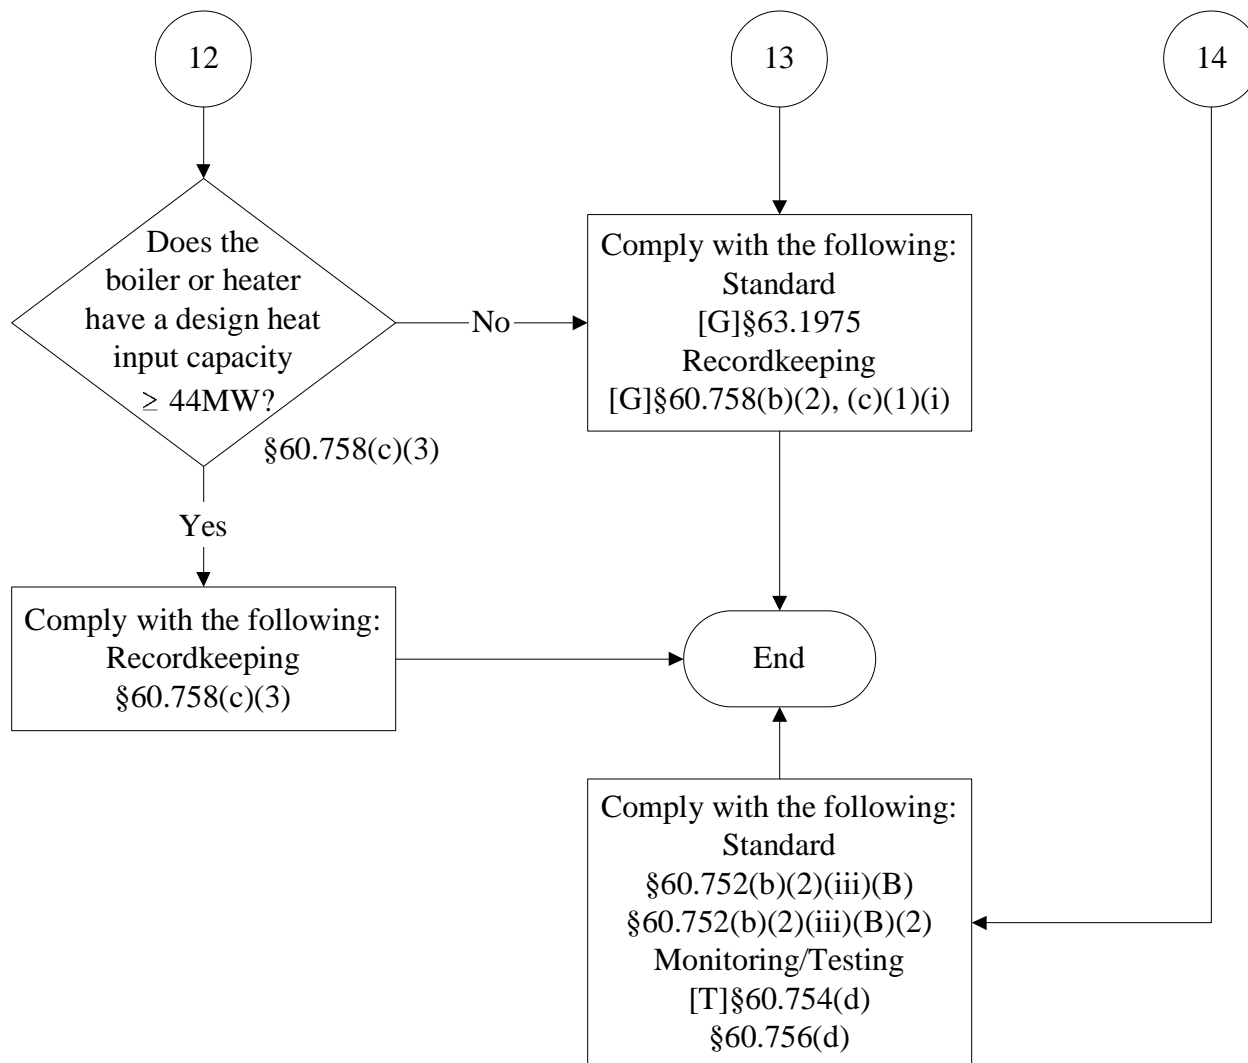 12
13
14
Does the
boiler or heater
have a design heat
input capacity
≥ 44MW?
§60.758(c)(3)
No
Yes
Comply with the following:
Standard
[G]§63.1975
Recordkeeping
[G]§60.758(b)(2), (c)(1)(i)
Comply with the following:
Recordkeeping
§60.758(c)(3)
End
Comply with the following:
Standard
§60.752(b)(2)(iii)(B)
§60.752(b)(2)(iii)(B)(2)
Monitoring/Testing
[T]§60.754(d)
§60.756(d)